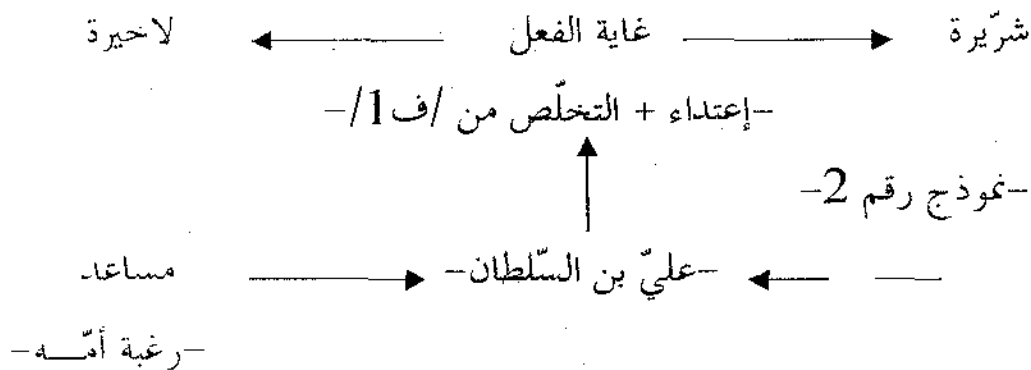 شرّيرة غاية الفعل لاخيرة
–إعتداء + التخلّص من /ف1/–
–نموذج رقم 2–
–عليّ بن السّلطان– مساعد
–رغبة أمّــه–